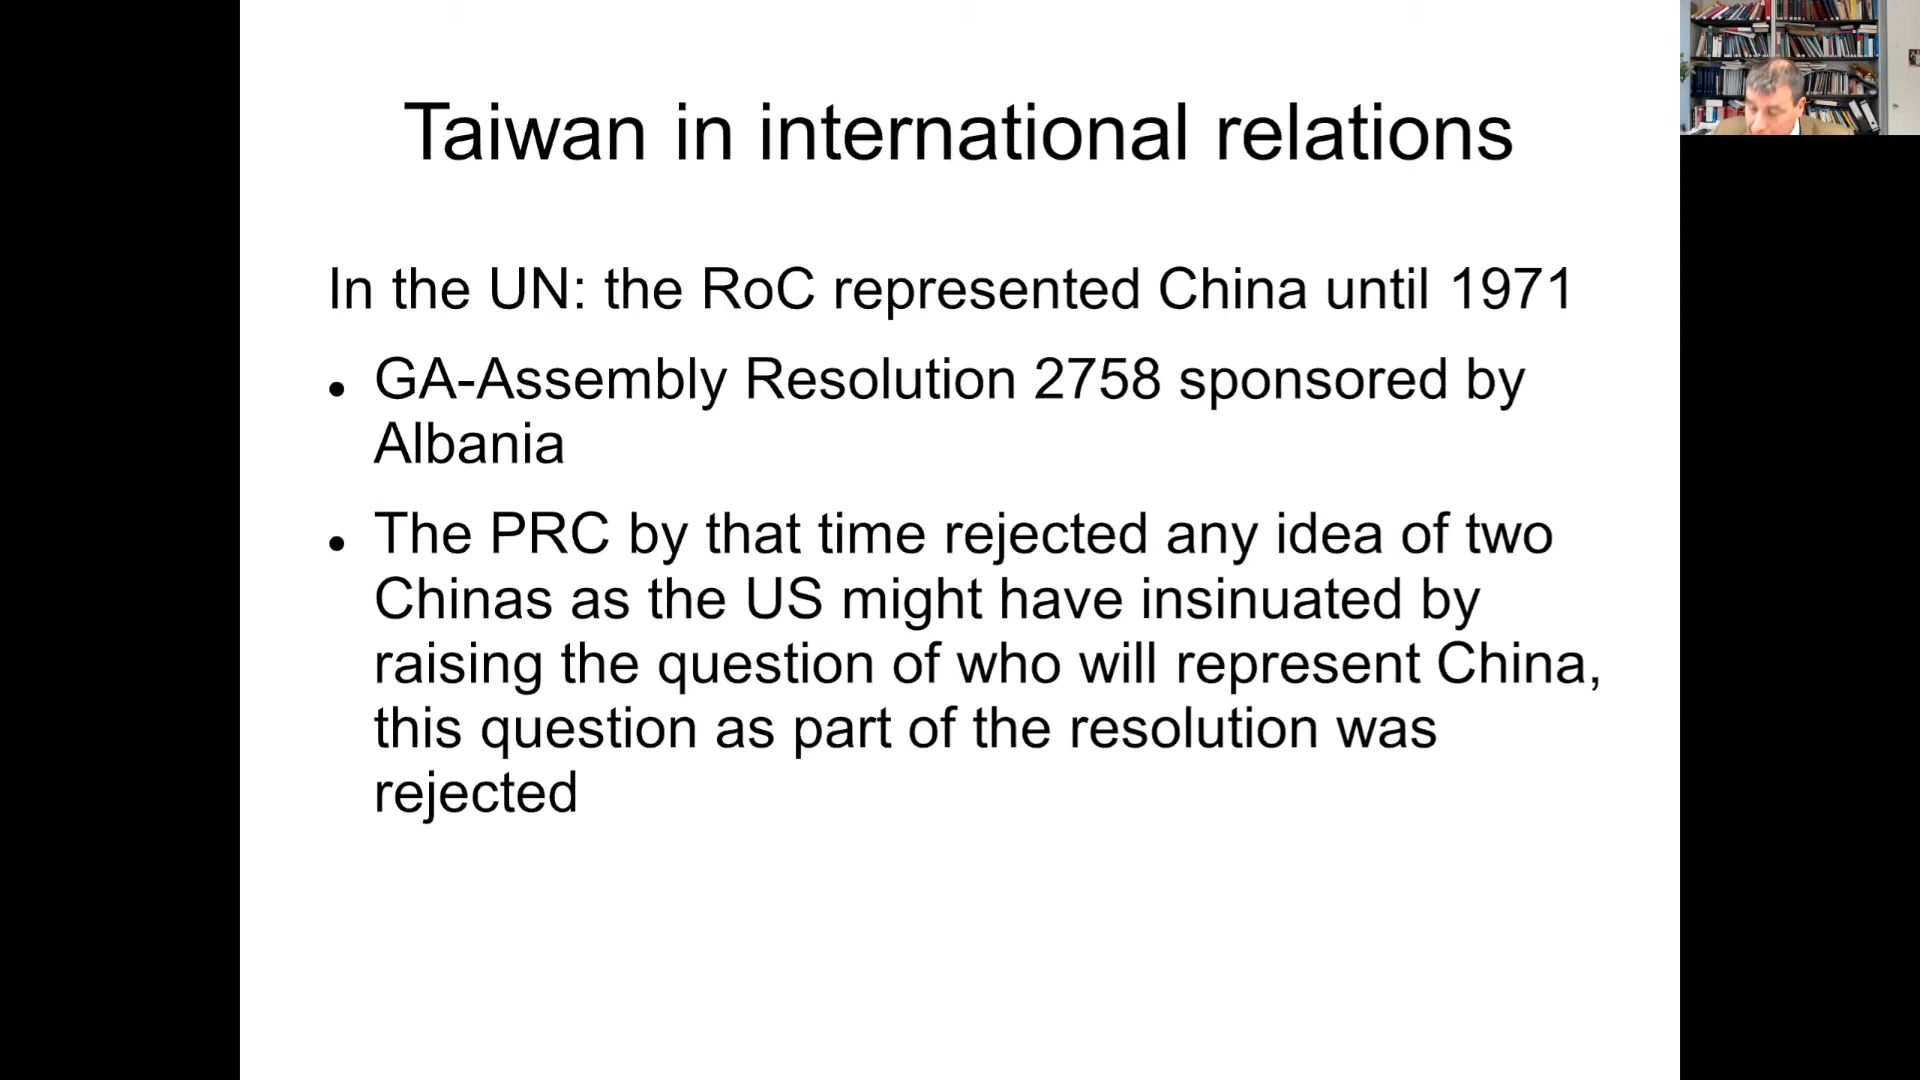 Taiwan in international relations
In the UN: the RoC represented China until 1971
• GA-Assembly Resolution 2758 sponsored by
Albania
• The PRC by that time rejected any idea of two
Chinas as the US might have insinuated by
raising the question of who will represent China,
this question as part of the resolution was
rejected